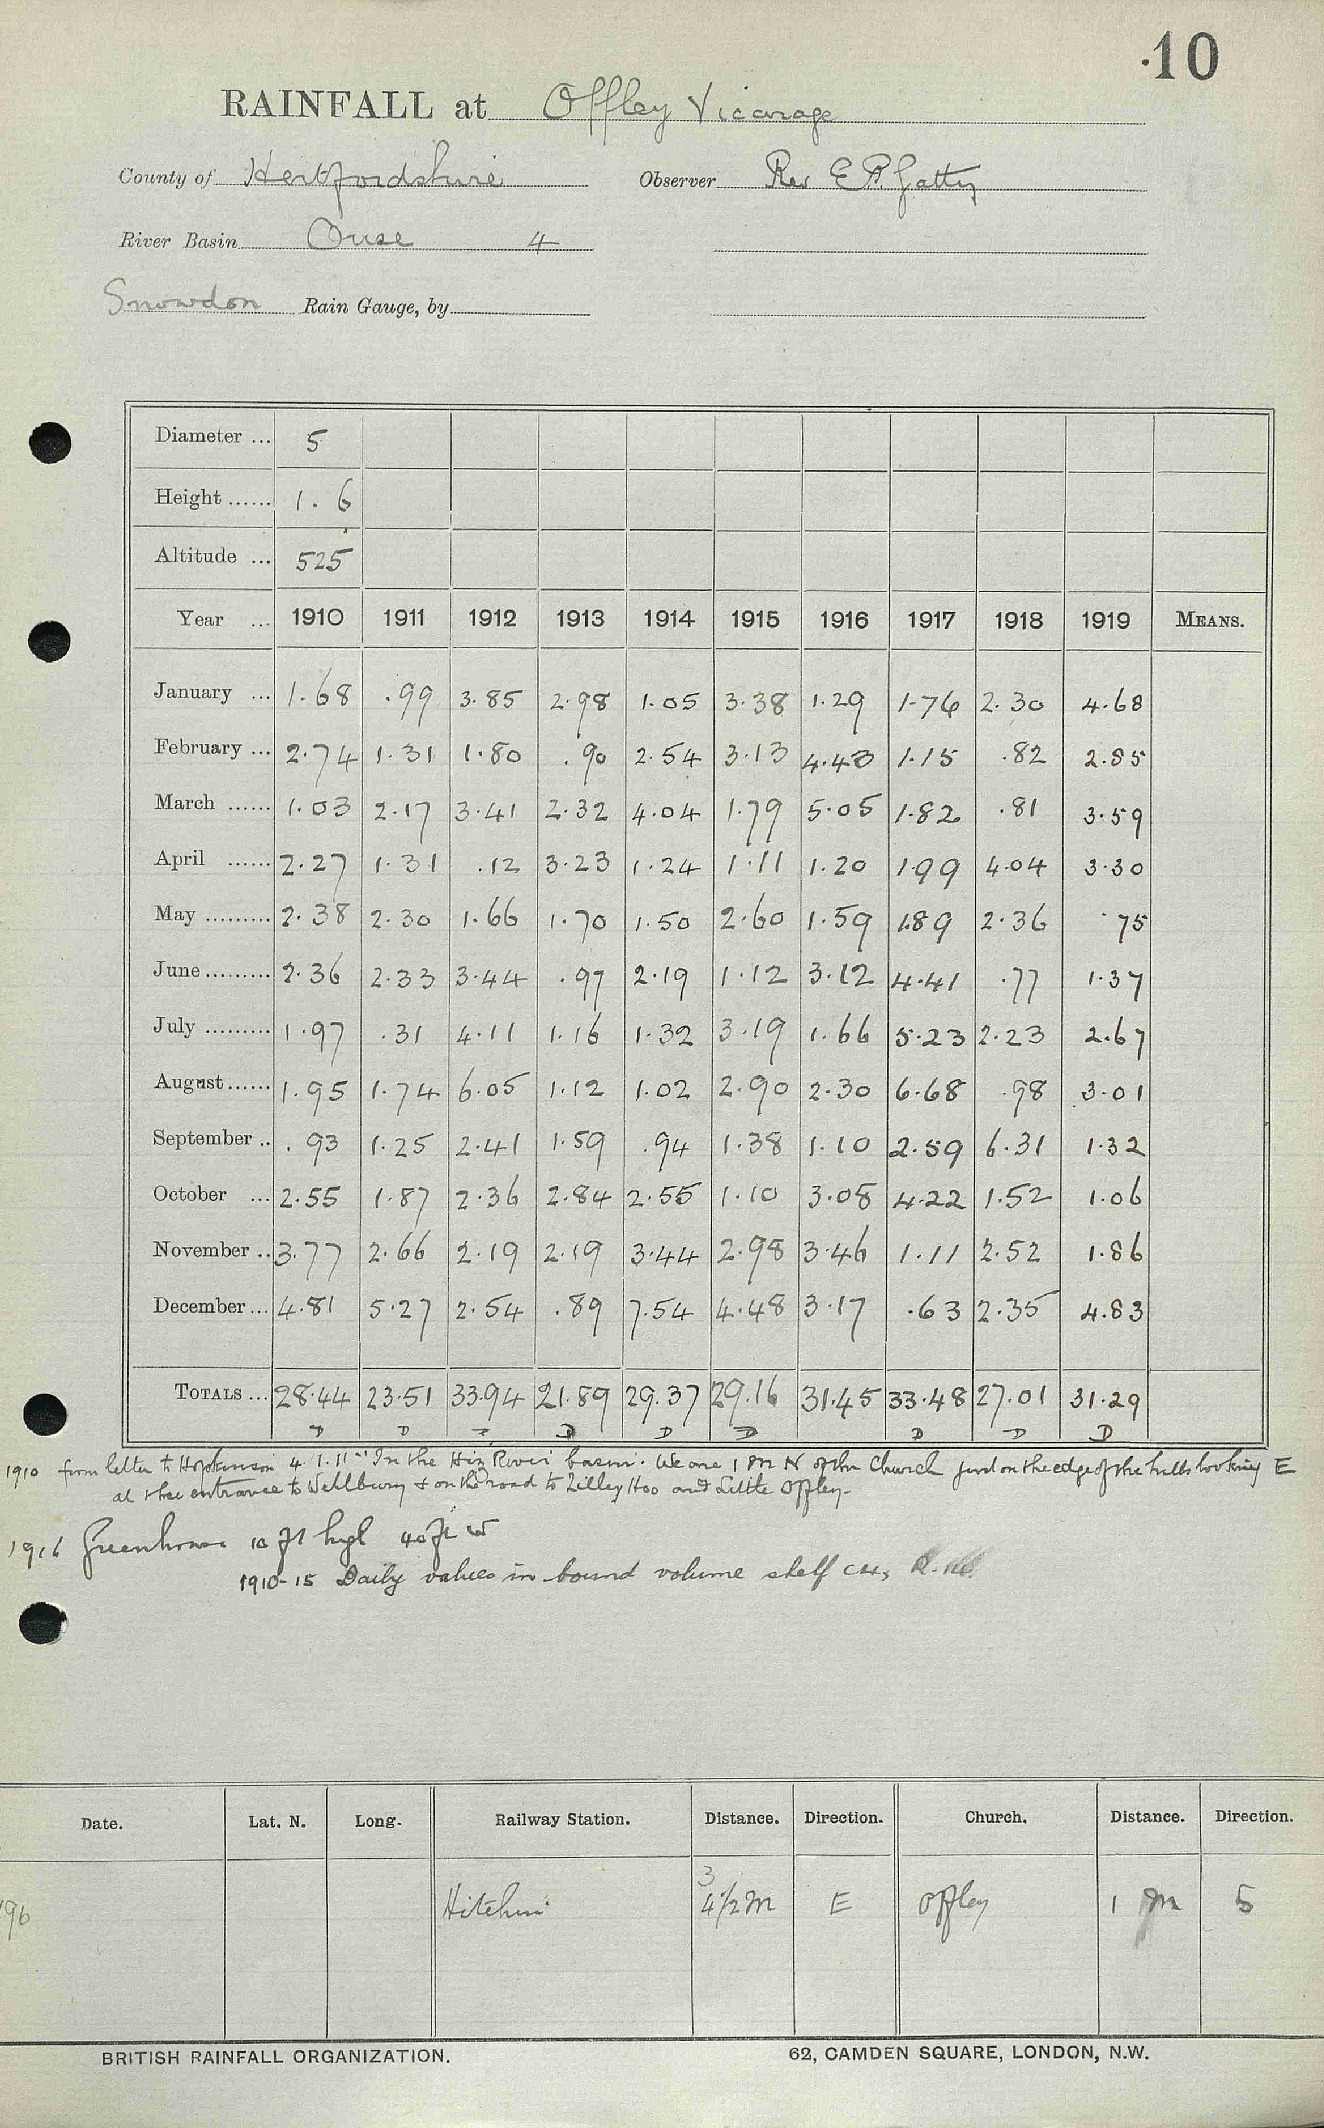 ·10
RAINFALL at Offley Vicarage
County of Hertfordshire Observer Rev E P. Gatty
River Basin Ouse 4
Snowdon Rain Gauge, by
Diameter ... 5
Height ...... 1. 6
Altitude ... 525
Year ... 1910 1911 1912 1913 1914 1915 1916 1917 1918 1919 MEANS.
January ... 1.68 .99 3.85 2.98 1.05 3.38 1.29 1.76 2.30 4.68
February ... 2.74 1.31 1.80 .90 2.54 3.13 4.43 1.15 .82 2.55
March ...... 1.03 2.17 3.41 2.32 4.04 1.79 5.05 1.82 .81 3.59
April ...... 2.27 1.31 .12 3.23 1.24 1.11 1.20 1.99 4.04 3.30
May ......... 2.38 2.30 1.66 1.70 1.50 2.60 1.59 1.89 2.36 .75
June ......... 2.36 2.33 3.44 .97 2.19 1.12 3.12 4.41 .77 1.37
July ......... 1.97 .31 4.11 1.16 1.32 3.19 1.66 5.23 2.23 2.67
August ...... 1.95 1.74 6.05 1.12 1.02 2.90 2.30 6.68 .98 3.01
September .. .93 1.25 2.41 1.59 .94 1.38 1.10 2.59 6.31 1.32
October ... 2.55 1.87 2.36 2.84 2.55 1.10 3.08 4.22 1.52 1.06
November .. 3.77 2.66 2.19 2.19 3.44 2.98 3.46 1.11 2.52 1.86
December ... 4.81 5.27 2.54 .89 7.54 4.48 3.17 .63 2.35 4.83
TOTALS ... 28.44 23.51 33.94 21.89 29.37 29.16 31.45 33.48 27.01 31.29
D D D D D D D D D
1910 from letter to Hopkinson 4.1.11 "In the Hiz River basin. We are 1 m N of the Church just on the edge of the hills looking E
at the entrance to Wellbury & on the road to Lilley Hoo and Little Offley.
1916 Greenhouse 10 ft high 40 ft W
1910-15 Daily values in bound volume shelf
Date. Lat. N. Long. Railway Station. Distance. Direction. Church. Distance. Direction.
3
Hitchin 4 1/2 m E Offley 1 m S
BRITISH RAINFALL ORGANIZATION. 62, CAMDEN SQUARE, LONDON, N.W.